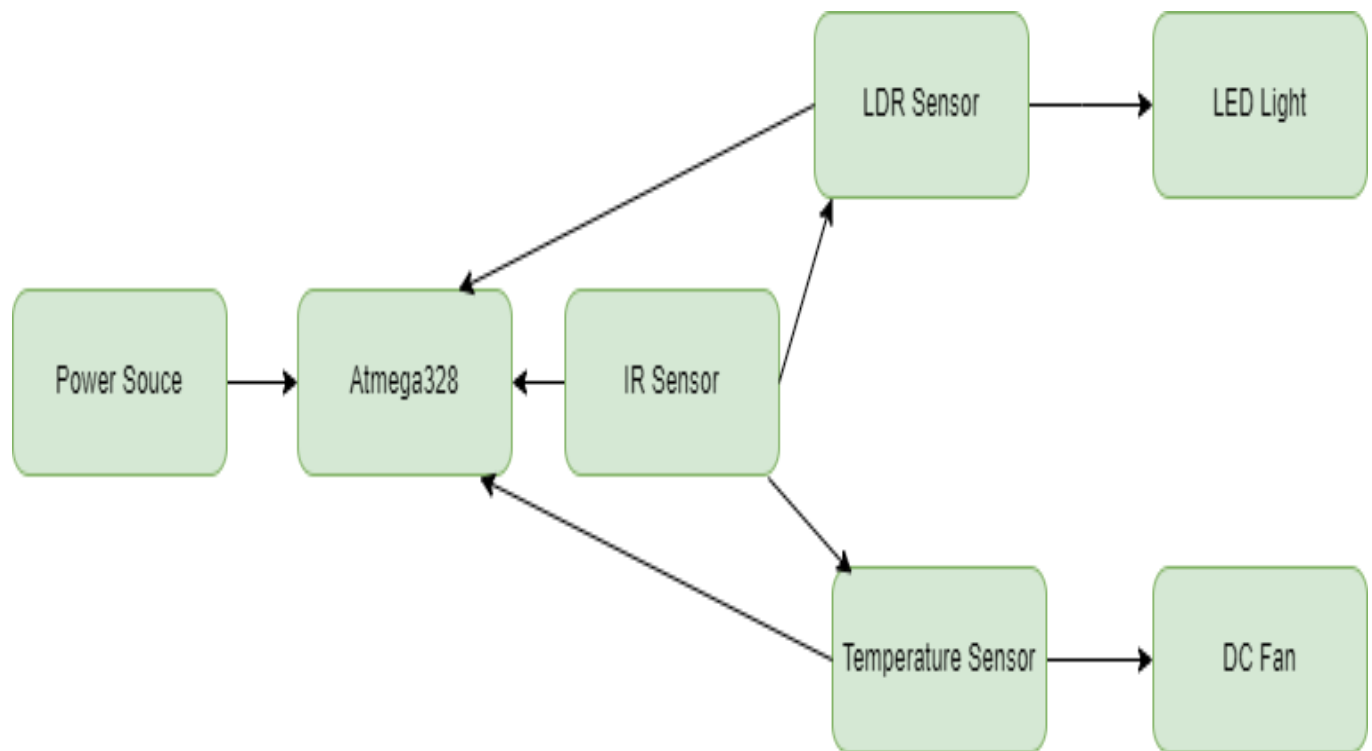 LDR Sensor
LED Light
Power Souce
Atmega328
IR Sensor
Temperature Sensor
DC Fan